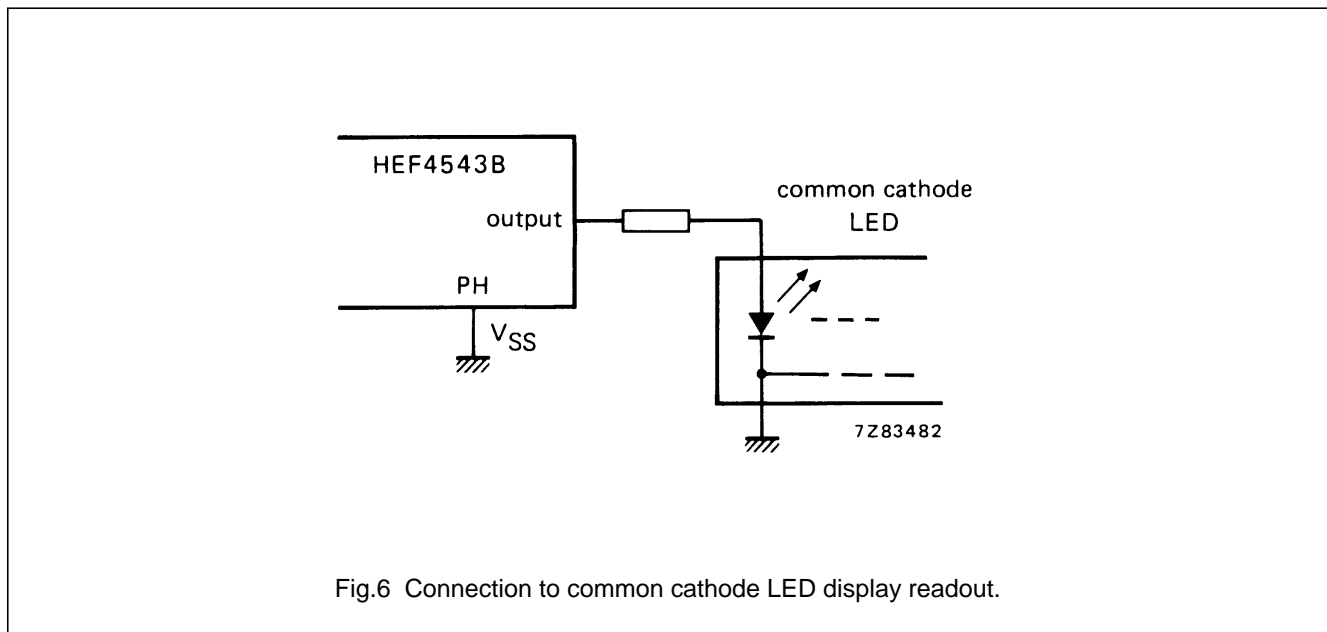 HEF4543B
output
PH
VSS
common cathode
LED
7Z83482
Fig.6 Connection to common cathode LED display readout.